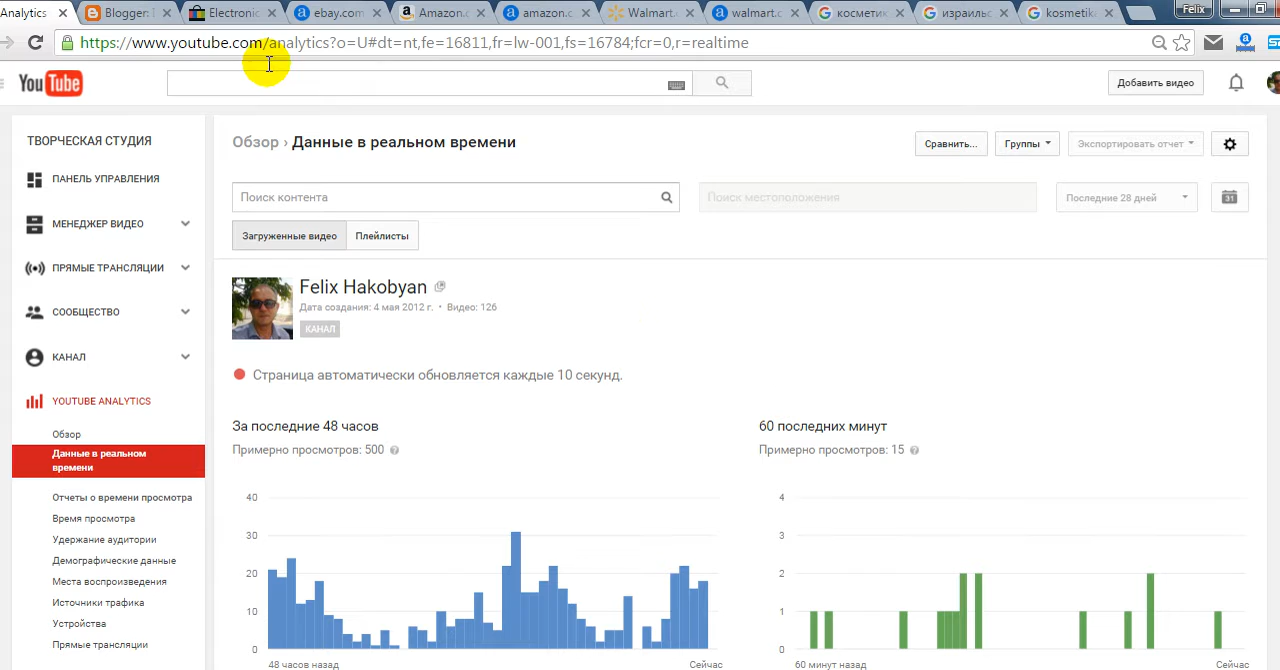 Analytics
Blogger: 
Electronic
ebay.com
Amazon.
amazon.c
Walmart.
walmart.c
косметик
израильс
kosmetik
Felix
https://www.youtube.com/analytics?o=U#dt=nt,fe=16811,fr=lw-001,fs=16784;fcr=0,r=realtime
YouTube
Добавить видео
ТВОРЧЕСКАЯ СТУДИЯ
ПАНЕЛЬ УПРАВЛЕНИЯ
МЕНЕДЖЕР ВИДЕО
ПРЯМЫЕ ТРАНСЛЯЦИИ
СООБЩЕСТВО
КАНАЛ
YOUTUBE ANALYTICS
Обзор
Данные в реальном
времени
Отчеты о времени просмотра
Время просмотра
Удержание аудитории
Демографические данные
Места воспроизведения
Источники трафика
Устройства
Прямые трансляции
Обзор › Данные в реальном времени
Сравнить...
Группы
Экспортировать отчет
Поиск контента
Поиск местоположения
Последние 28 дней
31
Загруженные видео
Плейлисты
Felix Hakobyan
Дата создания: 4 мая 2012 г. • Видео: 126
КАНАЛ
Страница автоматически обновляется каждые 10 секунд.
За последние 48 часов
Примерно просмотров: 500 ?
40
30
20
10
0
48 часов назад
Сейчас
60 последних минут
Примерно просмотров: 15 ?
4
3
2
1
0
60 минут назад
Сейчас